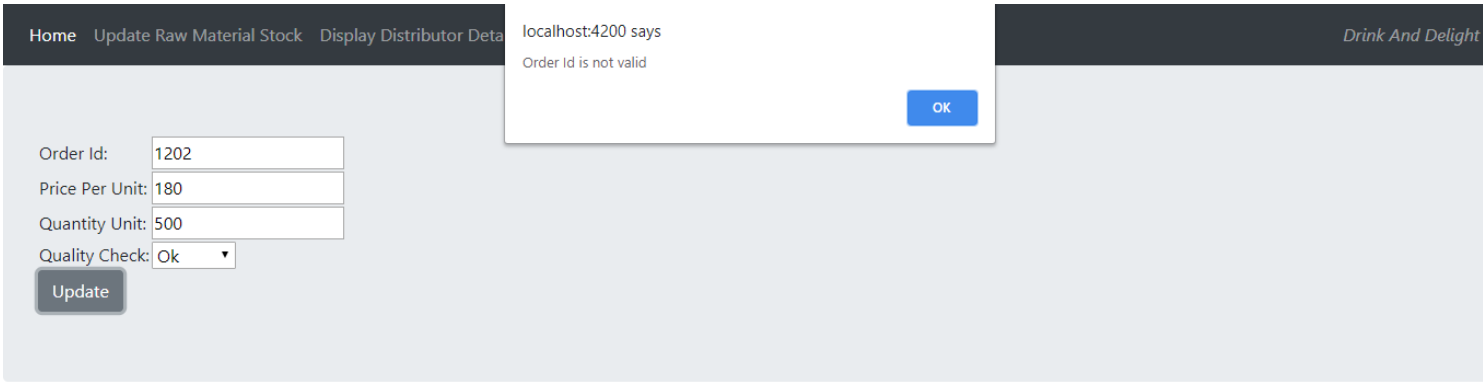 Home Update Raw Material Stock Display Distributor
Drink And Delight
localhost:4200 says
Order Id is not valid
OK
Order Id: 1202
Price Per Unit: 180
Quantity Unit: 500
Quality Check: Ok
Update